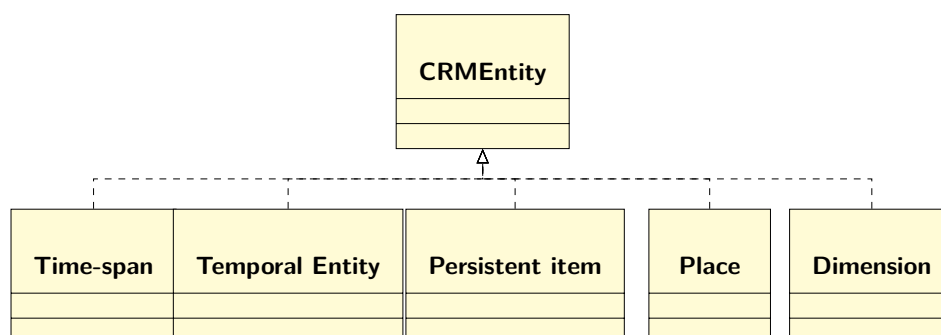 CRMEntity
Time-span
Temporal Entity
Persistent item
Place
Dimension